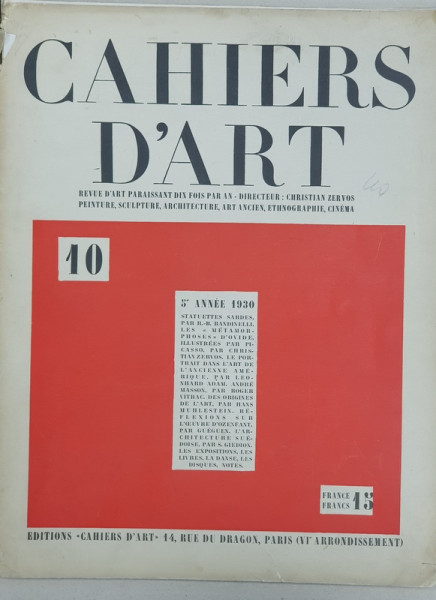 CAHIERS
D'ART
REVUE D'ART PARAISSANT DIX FOIS PAR AN - DIRECTEUR : CHRISTIAN ZERVOS
PEINTURE, SCULPTURE, ARCHITECTURE, ART ANCIEN, ETHNOGRAPHIE, CINÉMA
10
5me ANNÉE 1930
STATUETTES SARDES,
PAR R.-B. BANDINELLI.
LES « MÉTAMOR-
PHOSES » D'OVIDE,
ILLUSTRÉES PAR PI-
CASSO, PAR CHRIS-
TIAN ZERVOS. LE POR-
TRAIT DANS L'ART DE
L'ANCIENNE AMÉ-
RIQUE, PAR LEO-
NHARD ADAM. ANDRÉ
MASSON, PAR ROGER
VITRAC. DES ORIGINES
DE L'ART, PAR HANS
MUHLESTEIN. RÉ-
FLEXIONS SUR
L'ŒUVRE D'OZENFANT,
PAR GUÉGUEN. L'AR-
CHITECTURE SUÉ-
DOISE, PAR S. GIEDION.
LES EXPOSITIONS, LES
LIVRES, LA DANSE, LES
DISQUES, NOTES.
FRANCE
FRANCS 15
EDITIONS «CAHIERS D'ART» 14, RUE DU DRAGON, PARIS (VIe ARRONDISSEMENT)